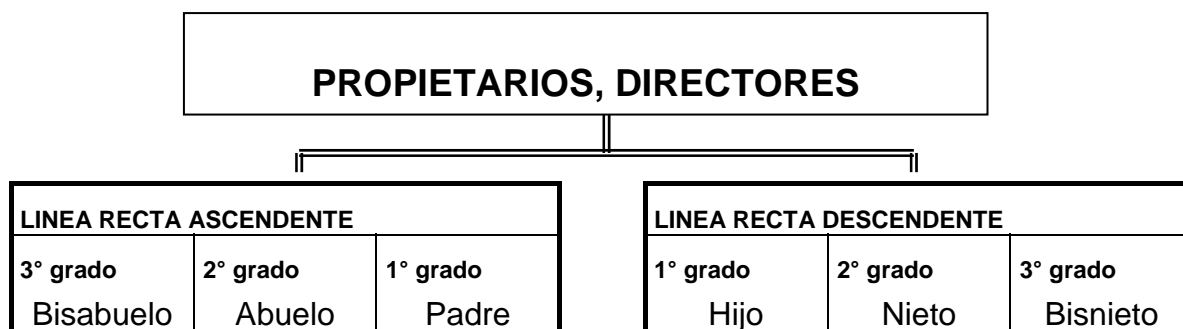 PROPIETARIOS, DIRECTORES
LINEA RECTA ASCENDENTE
3° grado 2° grado 1° grado
Bisabuelo Abuelo Padre
LINEA RECTA DESCENDENTE
1° grado 2° grado 3° grado
Hijo Nieto Bisnieto